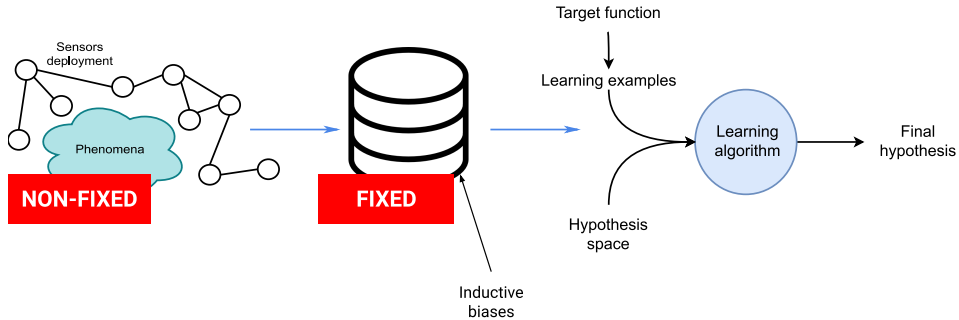 Sensors
deployment
Phenomena
NON-FIXED
FIXED
Inductive
biases
Target function
Learning examples
Hypothesis
space
Learning
algorithm
Final
hypothesis